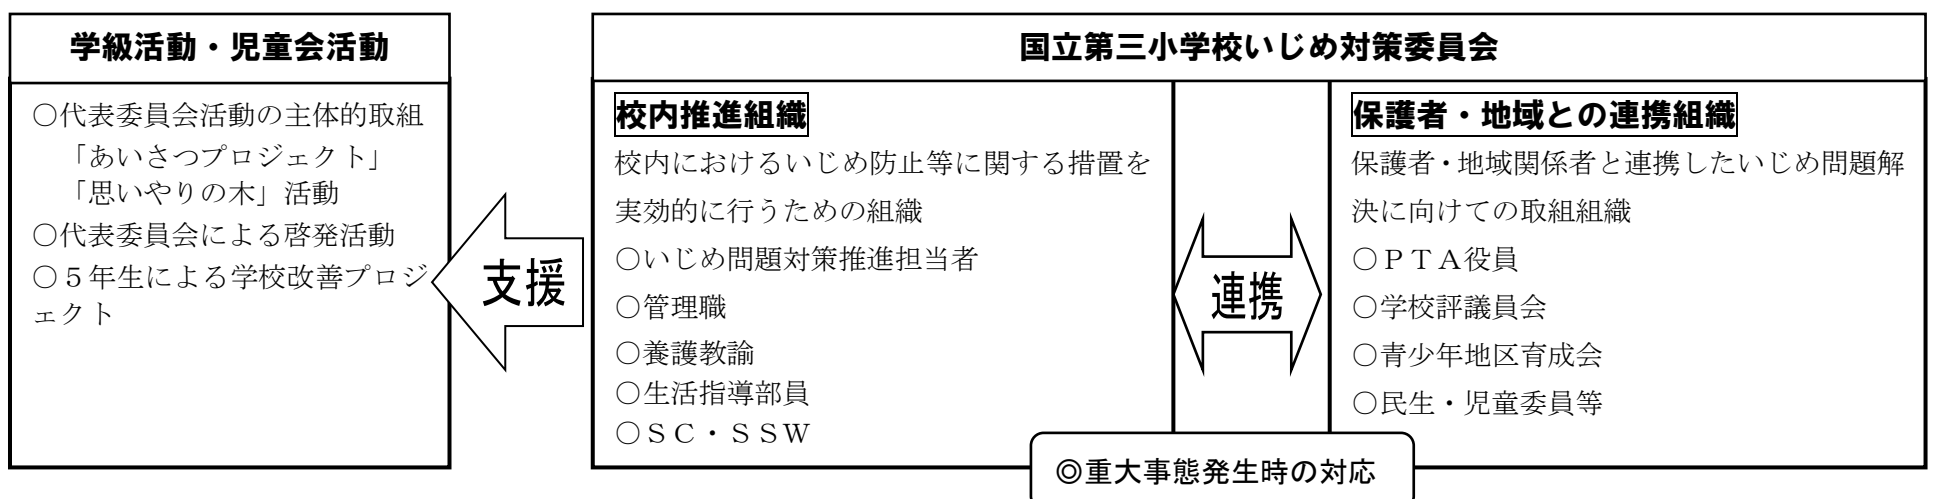 学級活動・児童会活動
○代表委員会活動の主体的取組
「あいさつプロジェクト」
「思いやりの木」活動
○代表委員会による啓発活動
○５年生による学校改善プロジ
ェクト
支援
国立第三小学校いじめ対策委員会
校内推進組織
校内におけるいじめ防止等に関する措置を
実効的に行うための組織
○いじめ問題対策推進担当者
○管理職
○養護教諭
○生活指導部員
○ＳＣ・ＳＳＷ
連携
保護者・地域との連携組織
保護者・地域関係者と連携したいじめ問題解
決に向けての取組組織
○ＰＴＡ役員
○学校評議員会
○青少年地区育成会
○民生・児童委員等
◎重大事態発生時の対応